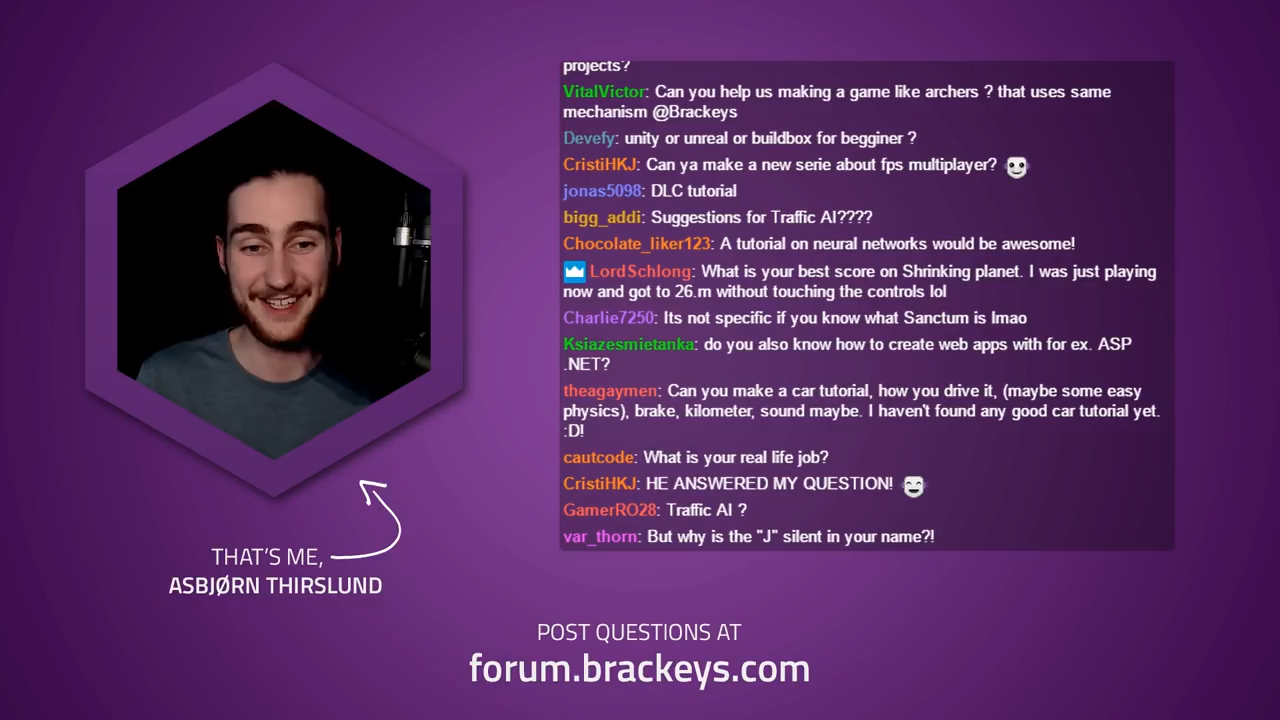 projects?
VitalVictor: Can you help us making a game like archers ? that uses same
mechanism @Brackeys
Devefy: unity or unreal or buildbox for begginer ?
CristiHKJ: Can ya make a new serie about fps multiplayer?
jonas5098: DLC tutorial
bigg_addi: Suggestions for Traffic AI????
Chocolate_liker123: A tutorial on neural networks would be awesome!
LordSchlong: What is your best score on Shrinking planet. I was just playing
now and got to 26.m without touching the controls lol
Charlie7250: Its not specific if you know what Sanctum is lmao
Ksiazesmietanka: do you also know how to create web apps with for ex. ASP
.NET?
theagaymen: Can you make a car tutorial, how you drive it, (maybe some easy
physics), brake, kilometer, sound maybe. I haven't found any good car tutorial yet.
:D!
cautcode: What is your real life job?
CristiHKJ: HE ANSWERED MY QUESTION!
GamerRO28: Traffic AI ?
var_thorn: But why is the "J" silent in your name?!
THAT'S ME,
ASBJØRN THIRSLUND
POST QUESTIONS AT
forum.brackeys.com